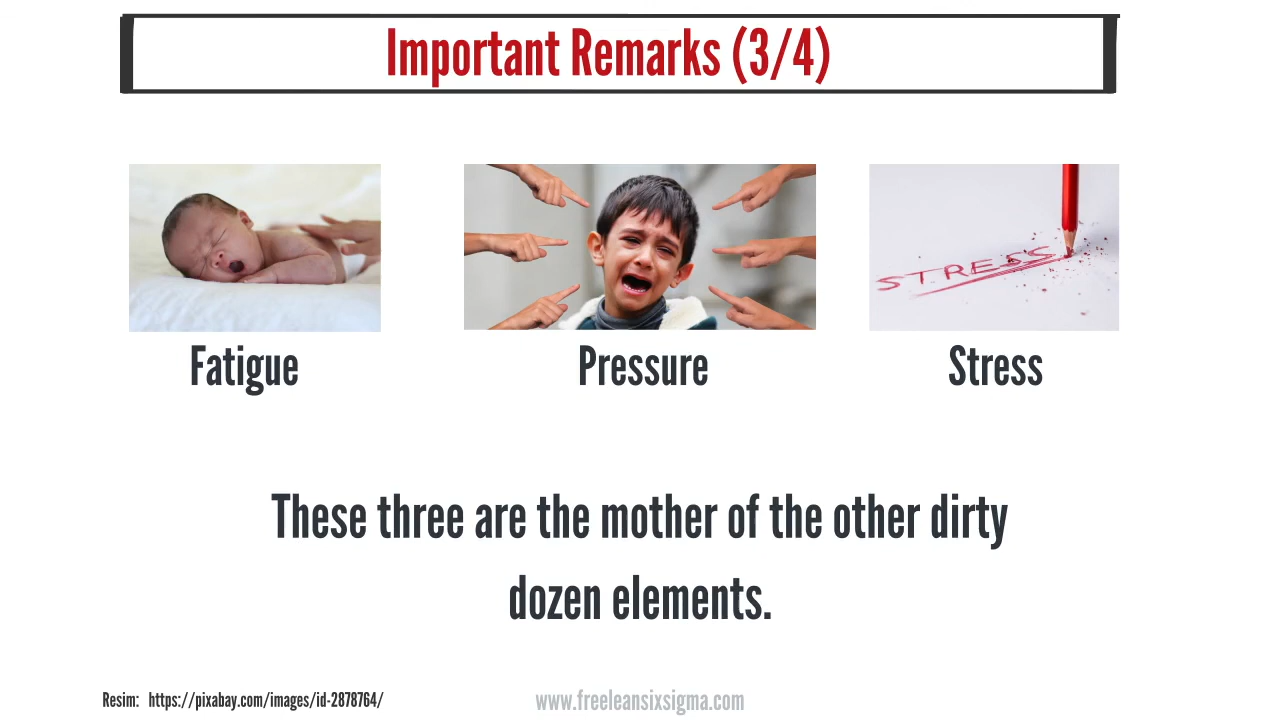 Important Remarks (3/4)
STRESS
Fatigue
Pressure
Stress
These three are the mother of the other dirty
dozen elements.
Resim: https://pixabay.com/images/id-2878764/
www.freeleansixsigma.com